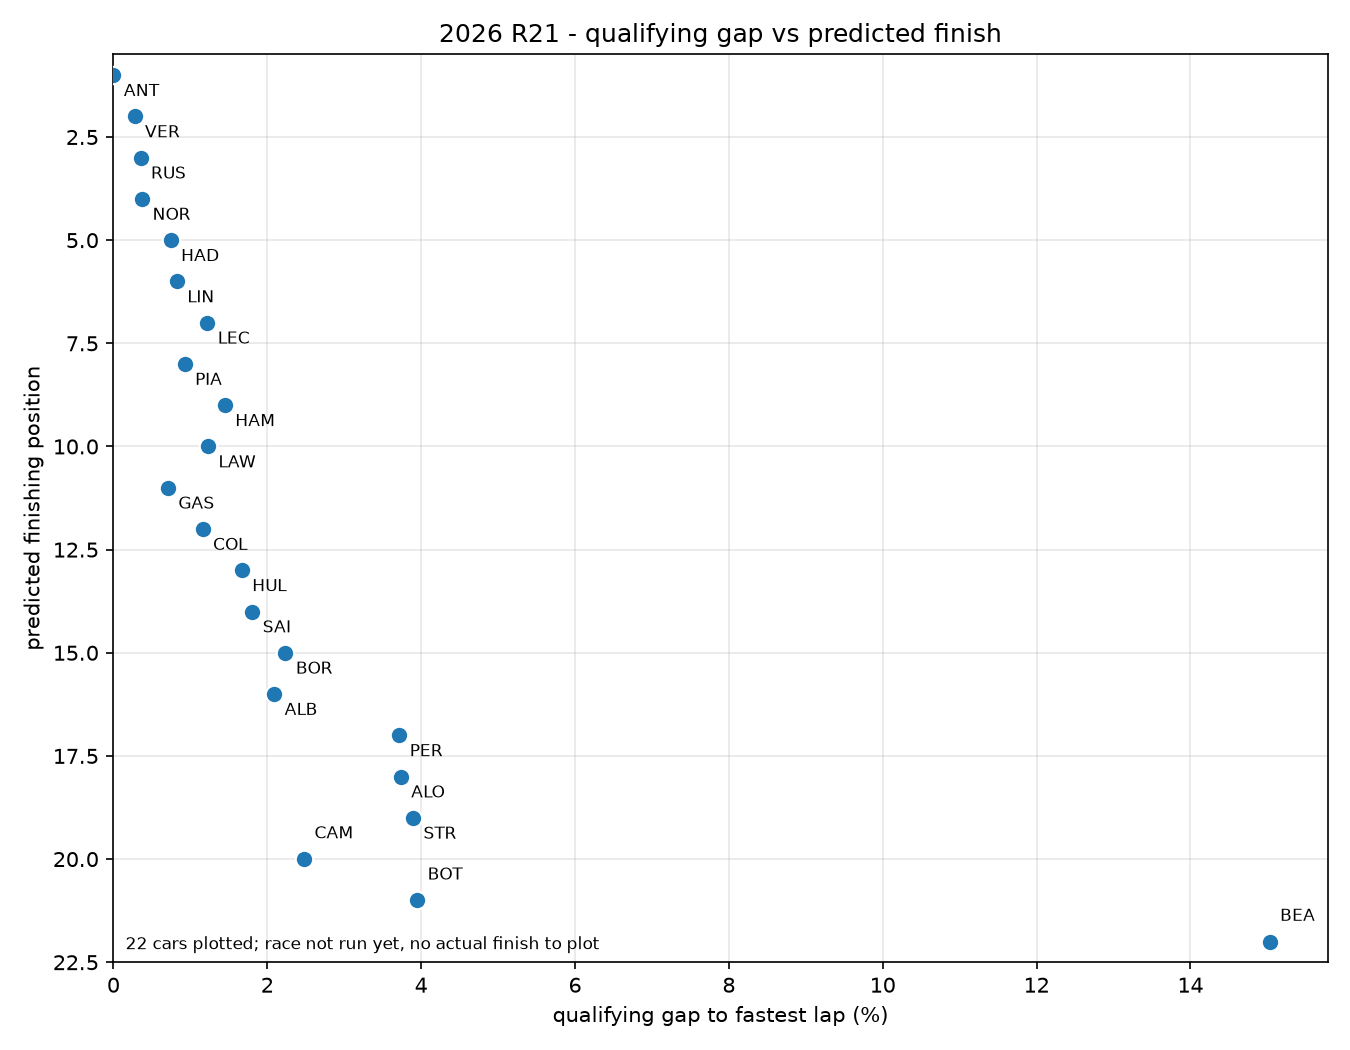 2026 R21 - qualifying gap vs predicted finish
predicted finishing position
2.5
5.0
7.5
10.0
12.5
15.0
17.5
20.0
22.5
ANT
VER
RUS
NOR
HAD
LIN
LEC
PIA
HAM
LAW
GAS
COL
HUL
SAI
BOR
ALB
PER
ALO
STR
CAM
BOT
BEA
22 cars plotted; race not run yet, no actual finish to plot
0
2
4
6
8
10
12
14
qualifying gap to fastest lap (%)